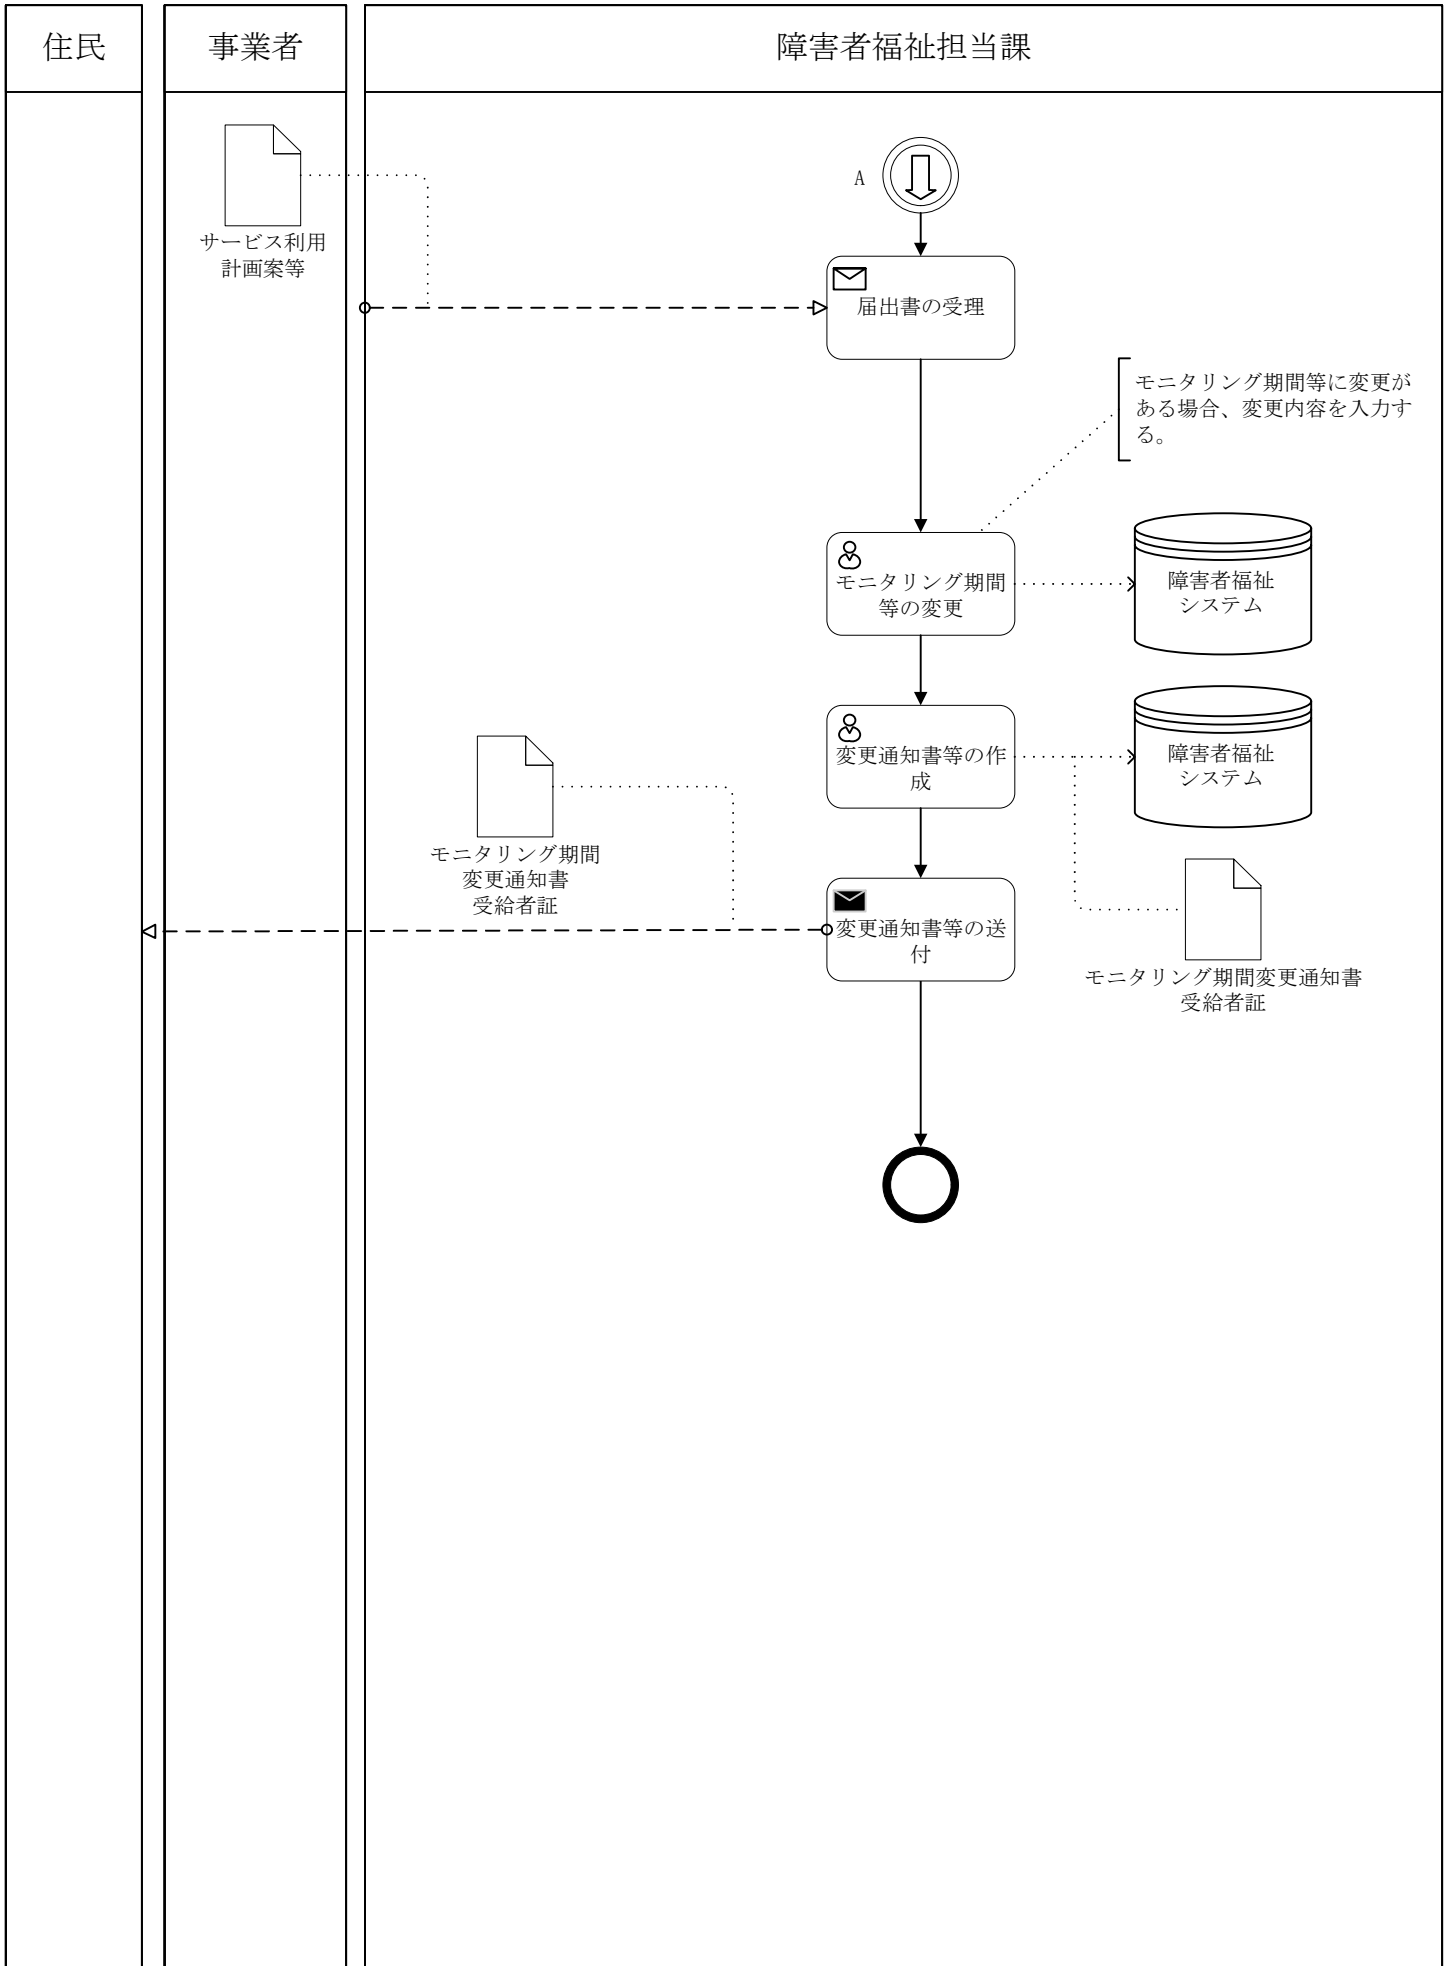 住民
事業者
障害者福祉担当課
サービス利用
計画案等
A
届出書の受理
モニタリング期間等に変更が
ある場合、変更内容を入力す
る。
モニタリング期間
等の変更
障害者福祉
システム
変更通知書等の作
成
障害者福祉
システム
モニタリング期間
変更通知書
受給者証
変更通知書等の送
付
モニタリング期間変更通知書
受給者証